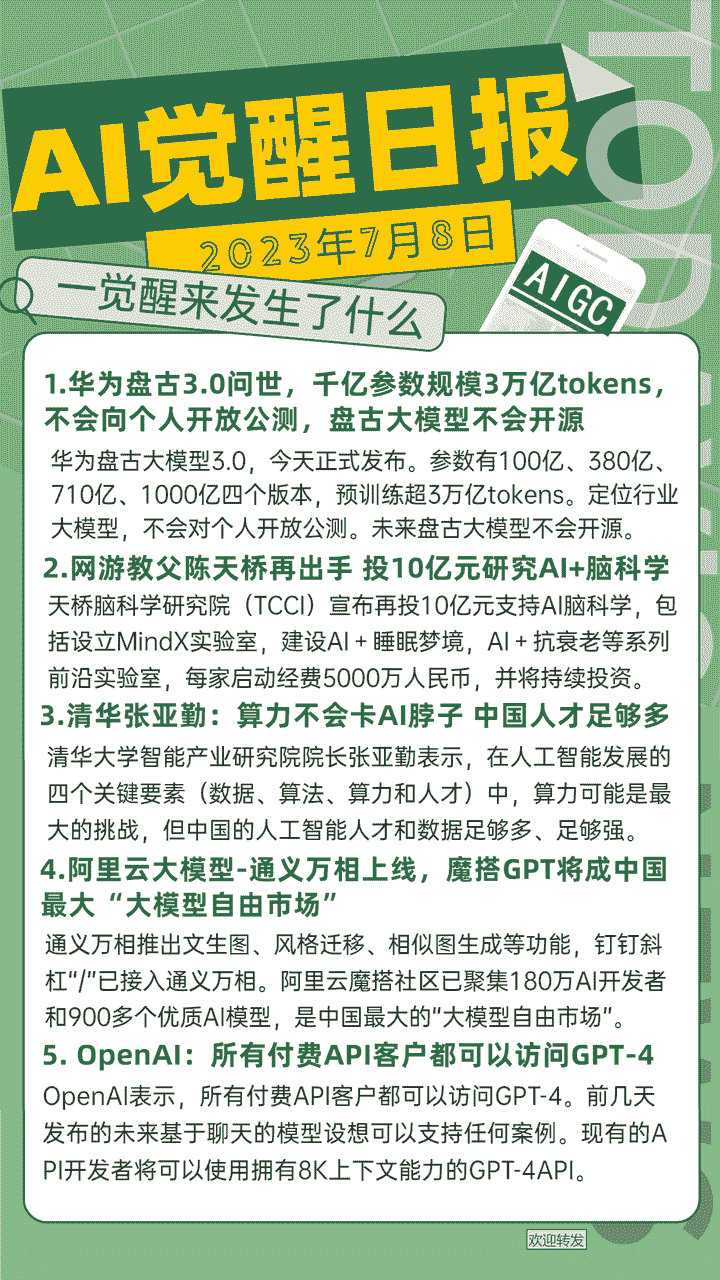 AI觉醒日报
2023年7月8日
一觉醒来发生了什么
AIGC
1.华为盘古3.0问世，千亿参数规模3万亿tokens，
不会向个人开放公测，盘古大模型不会开源
华为盘古大模型3.0，今天正式发布。参数有100亿、380亿、
710亿、1000亿四个版本，预训练超3万亿tokens。定位行业
大模型，不会对个人开放公测。未来盘古大模型不会开源。
2.网游教父陈天桥再出手 投10亿元研究AI+脑科学
天桥脑科学研究院（TCCI）宣布再投10亿元支持AI脑科学，包
括设立MindX实验室，建设AI＋睡眠梦境，AI＋抗衰老等系列
前沿实验室，每家启动经费5000万人民币，并将持续投资。
3.清华张亚勤：算力不会卡AI脖子 中国人才足够多
清华大学智能产业研究院院长张亚勤表示，在人工智能发展的
四个关键要素（数据、算法、算力和人才）中，算力可能是最
大的挑战，但中国的人工智能人才和数据足够多、足够强。
4.阿里云大模型-通义万相上线，魔搭GPT将成中国
最大“大模型自由市场”
通义万相推出文生图、风格迁移、相似图生成等功能，钉钉斜
杠“/”已接入通义万相。阿里云魔搭社区已聚集180万AI开发者
和900多个优质AI模型，是中国最大的“大模型自由市场”。
5. OpenAI：所有付费API客户都可以访问GPT-4
OpenAI表示，所有付费API客户都可以访问GPT-4。前几天
发布的未来基于聊天的模型设想可以支持任何案例。现有的A
PI开发者将可以使用拥有8K上下文能力的GPT-4API。
欢迎转发